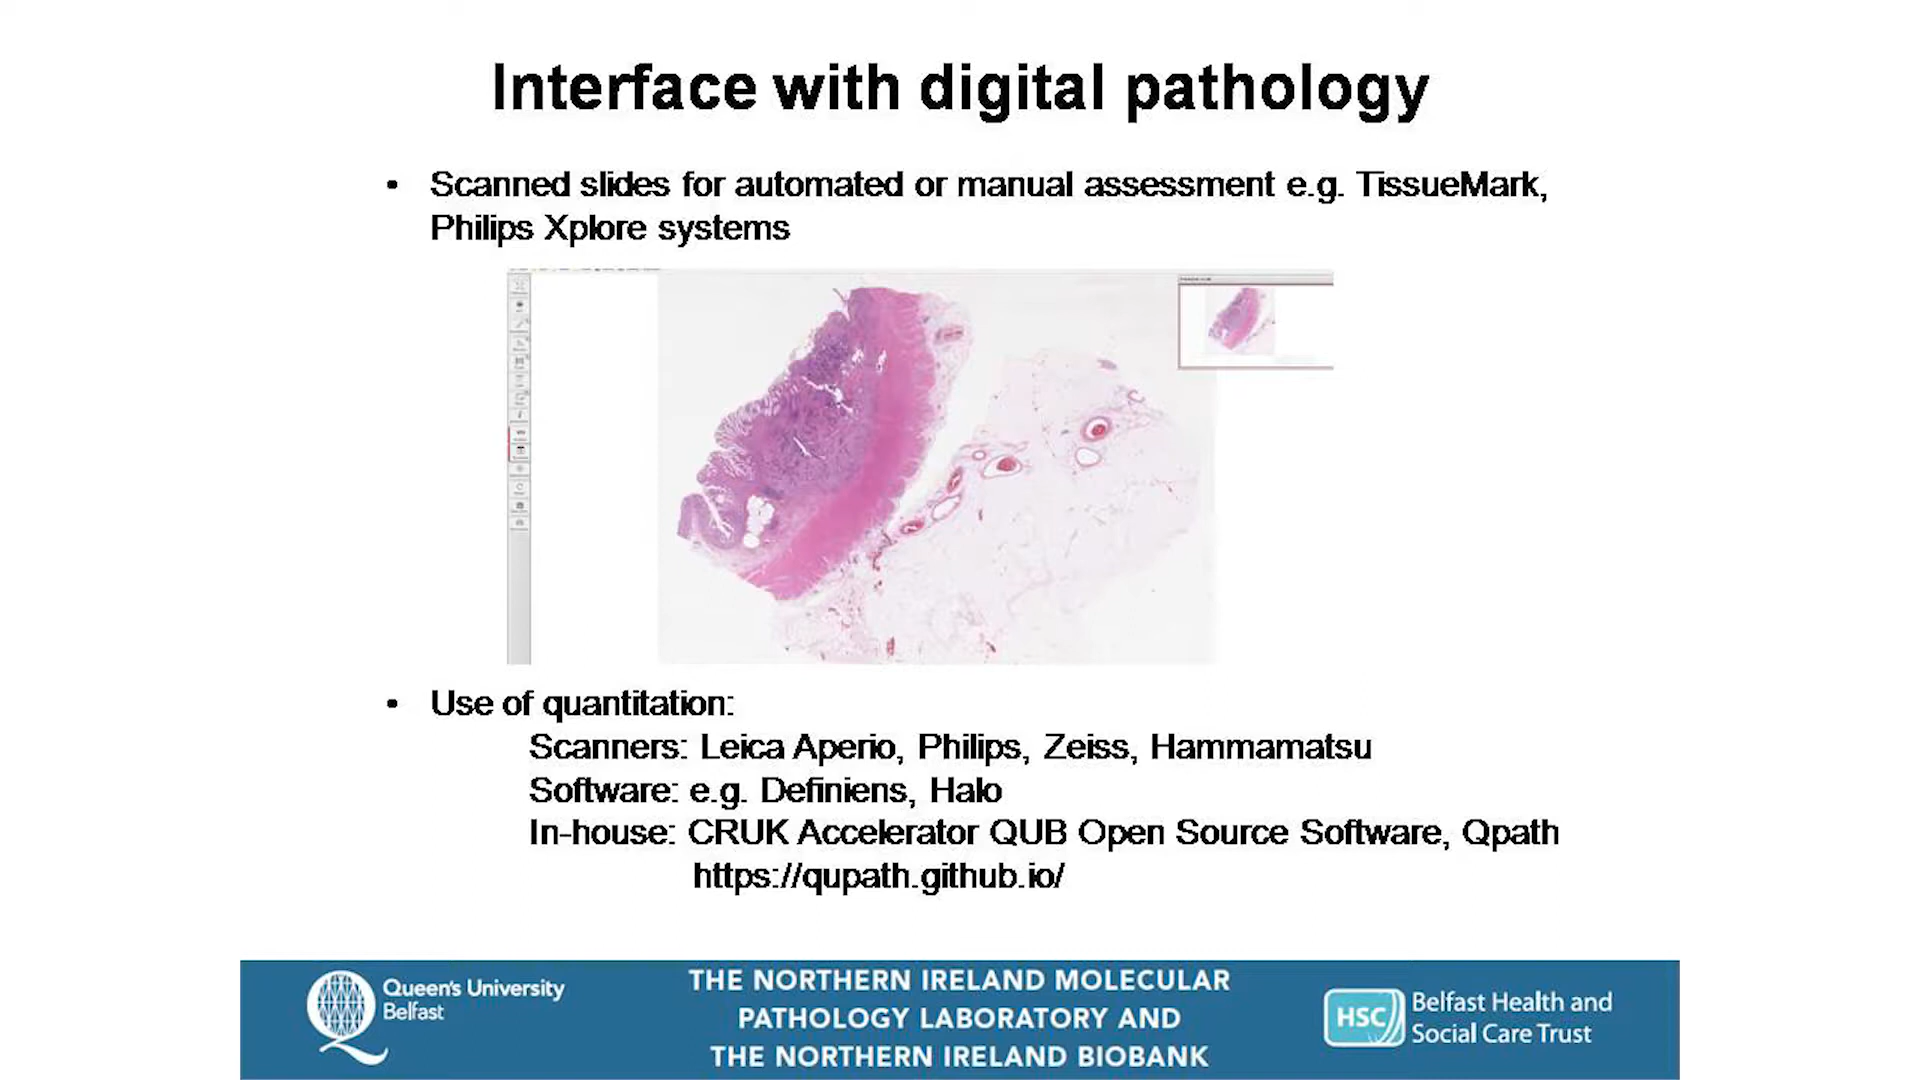 Interface with digital pathology
• Scanned slides for automated or manual assessment e.g. TissueMark,
Philips Xplore systems
• Use of quantitation:
Scanners: Leica Aperio, Philips, Zeiss, Hammamatsu
Software: e.g. Definiens, Halo
In-house: CRUK Accelerator QUB Open Source Software, Qpath
https://qupath.github.io/
Queen's University
Belfast
THE NORTHERN IRELAND MOLECULAR
PATHOLOGY LABORATORY AND
THE NORTHERN IRELAND BIOBANK
HSC
Belfast Health and
Social Care Trust